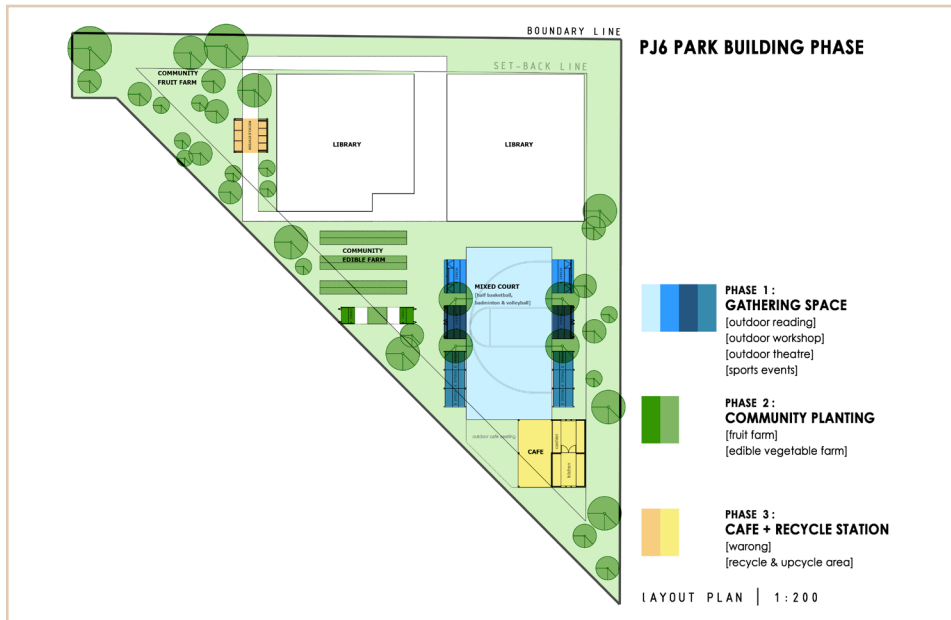 BOUNDARY LINE
PJ6 PARK BUILDING PHASE
SET-BACK LINE
COMMUNITY
FRUIT FARM
LIBRARY
LIBRARY
COMMUNITY
EDIBLE FARM
MIXED COURT
[half basketball,
badminton & volleyball]
outdoor cafe seating
CAFE
kitchen
PHASE 1 :
GATHERING SPACE
[outdoor reading]
[outdoor workshop]
[outdoor theatre]
[sports events]
PHASE 2 :
COMMUNITY PLANTING
[fruit farm]
[edible vegetable farm]
PHASE 3 :
CAFE + RECYCLE STATION
[warong]
[recycle & upcycle area]
LAYOUT PLAN | 1:200